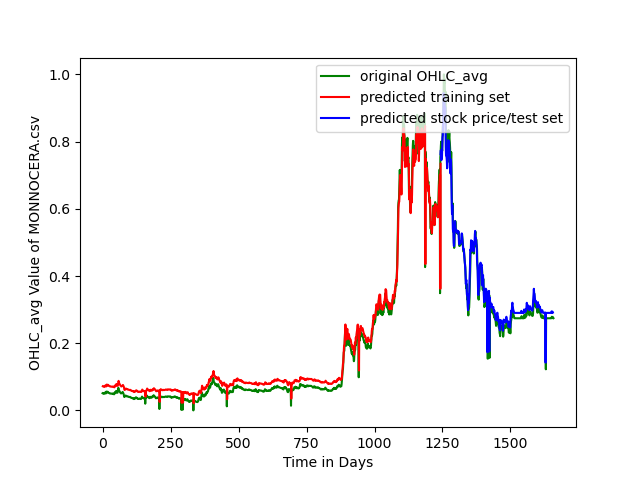 original OHLC_avg
predicted training set
predicted stock price/test set
OHLC_avg Value of MONNOCERA.csv
1.0
0.8
0.6
0.4
0.2
0.0
0 250 500 750 1000 1250 1500
Time in Days